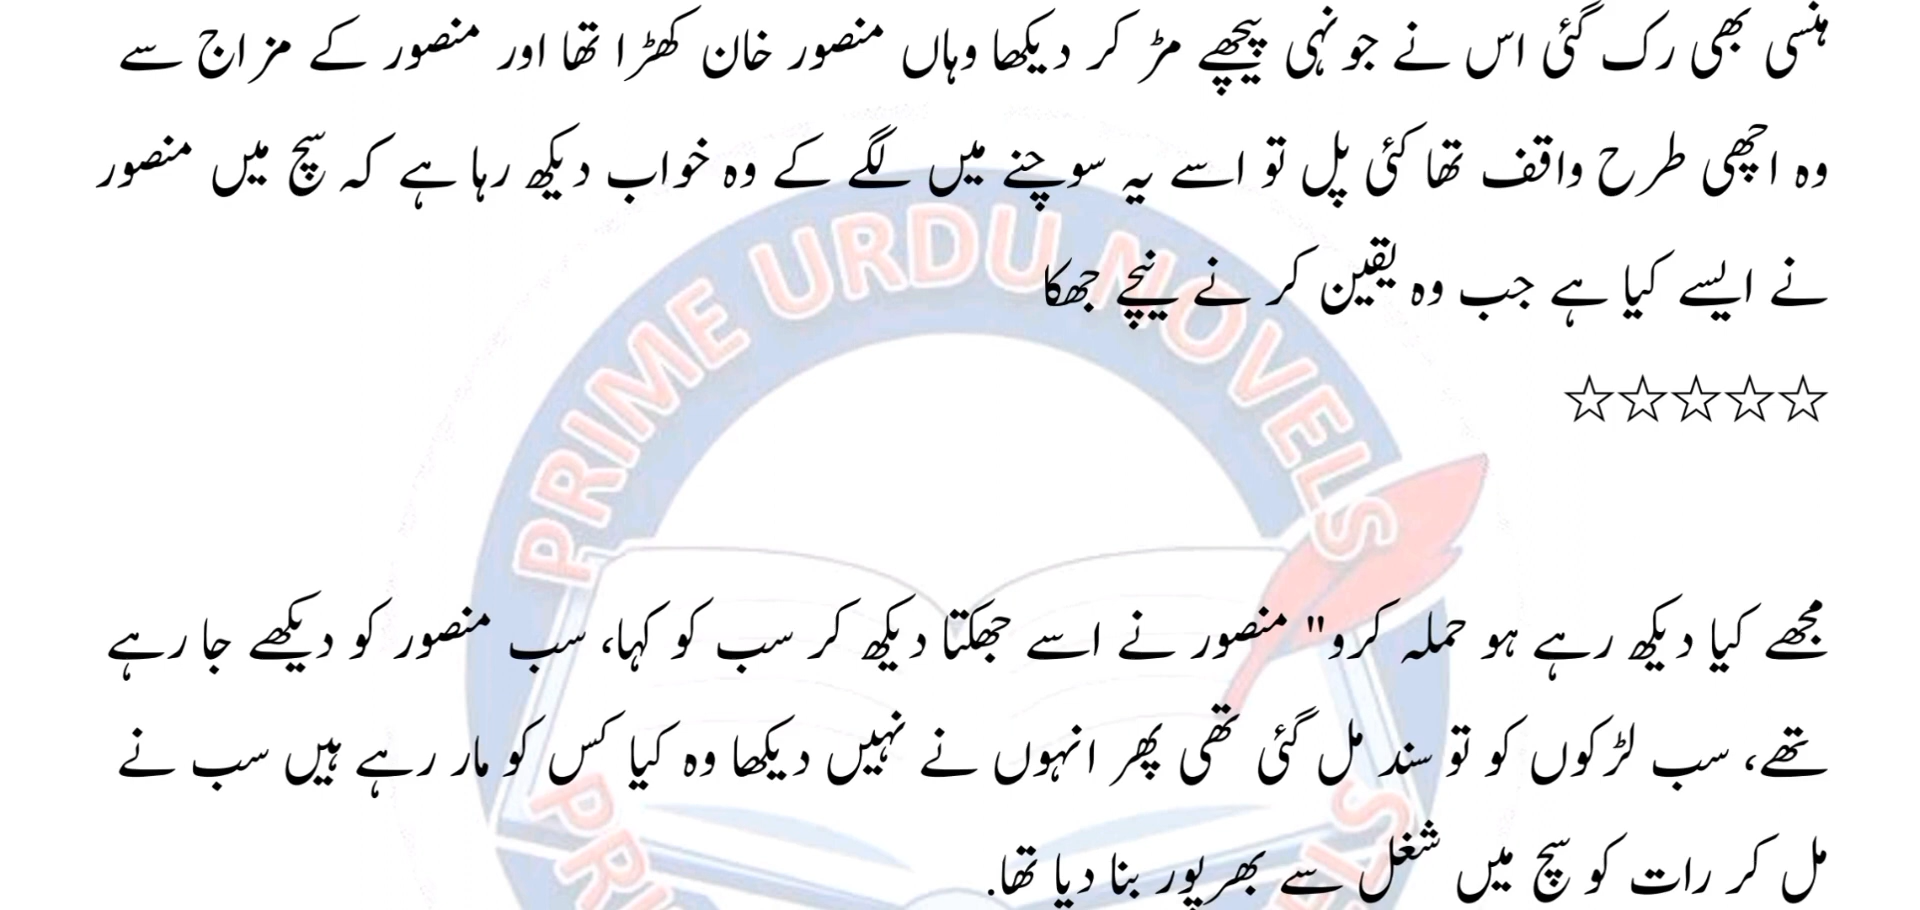 ہنسی بھی رک گئی اس نے جونہی پیچھے مڑ کر دیکھا وہاں منصور خان کھڑا تھا اور منصور کے مزاج سے
وہ اچھی طرح واقف تھا کئی پل تو اسے یہ سوچنے میں لگے کے وہ خواب دیکھ رہا ہے کہ سچ میں منصور
نے ایسے کیا ہے جب وہ یقین کرنے نیچے جھکا
☆☆☆☆☆
PRIME URDU NOVELS
مجھے کیا دیکھ رہے ہو حملہ کرو" منصور نے اسے جھکتا دیکھ کر سب کو کہا، سب منصور کو دیکھے جا رہے
تھے، سب لڑکوں کو تو سند مل گئی تھی پھر انہوں نے نہیں دیکھا وہ کیا کس کو مار رہے ہیں سب نے
مل کر رات کو سچ میں شغل سے بھرپور بنا دیا تھا.